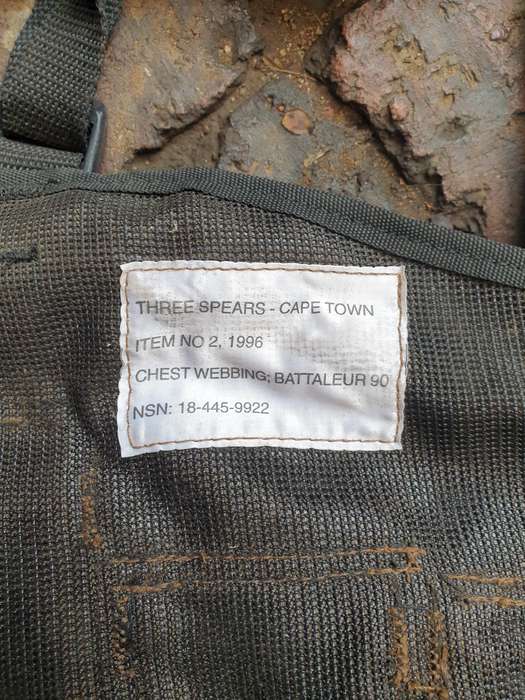 THREE SPEARS - CAPE TOWN
ITEM NO 2, 1996
CHEST WEBBING; BATTALEUR 90
NSN: 18-445-9922